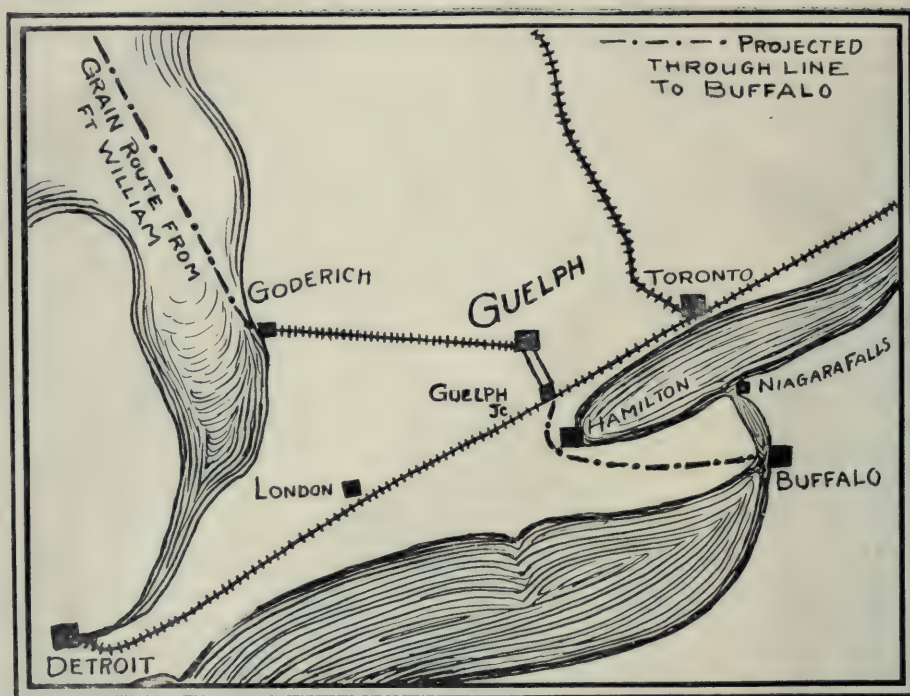 PROJECTED
THROUGH LINE
TO BUFFALO
GRAIN ROUTE FROM
FT WILLIAM
GODERICH
GUELPH
TORONTO
GUELPH
Jc
HAMILTON
NIAGARA FALLS
LONDON
BUFFALO
DETROIT